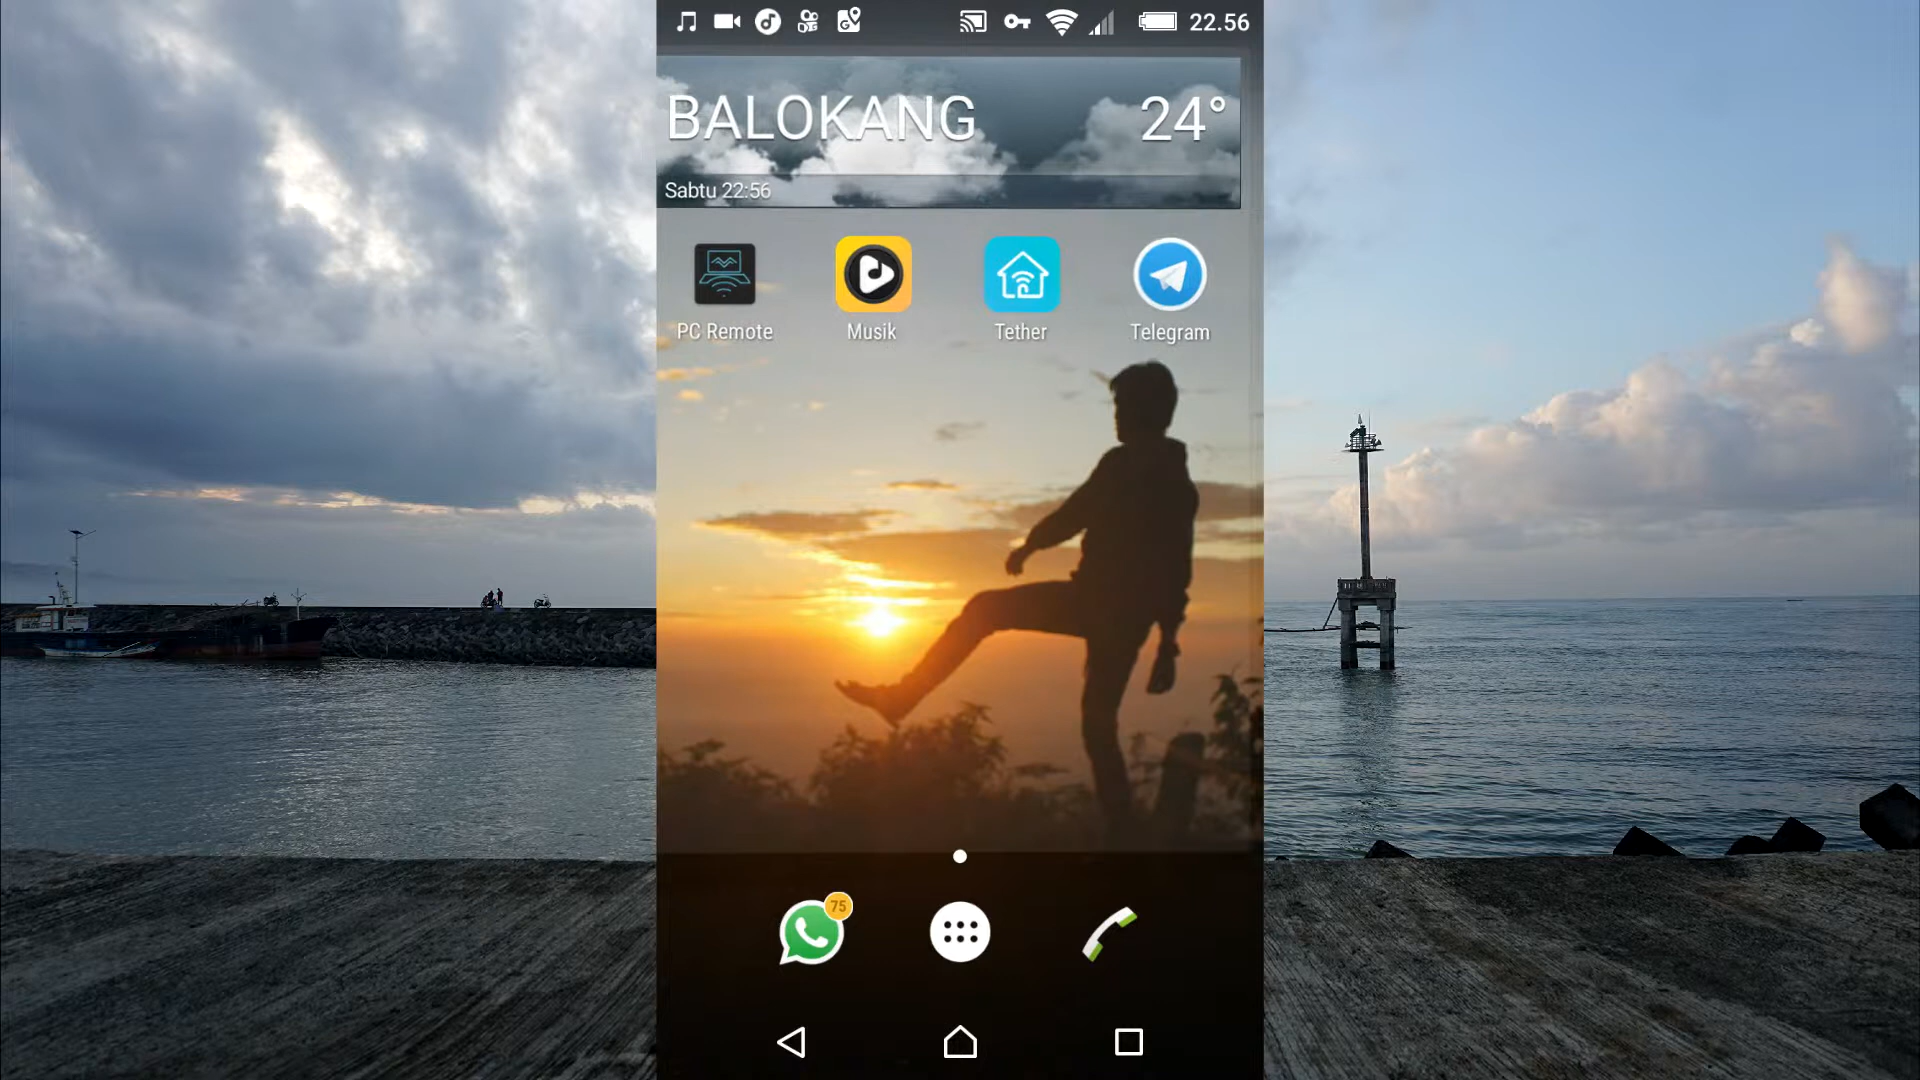 22.56
BALOKANG 24°
Sabtu 22:56
PC Remote Musik Tether Telegram
75